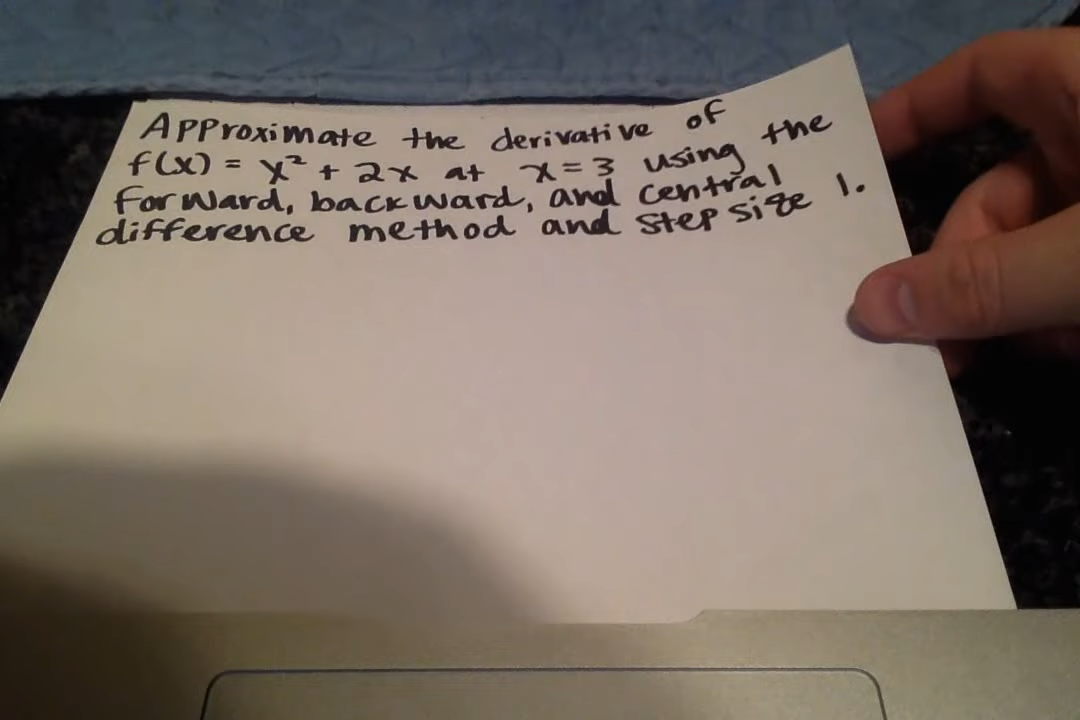 Approximate the derivative of
f(x) = x² + 2x at x = 3 using the
forward, backward, and central
difference method and step size 1.